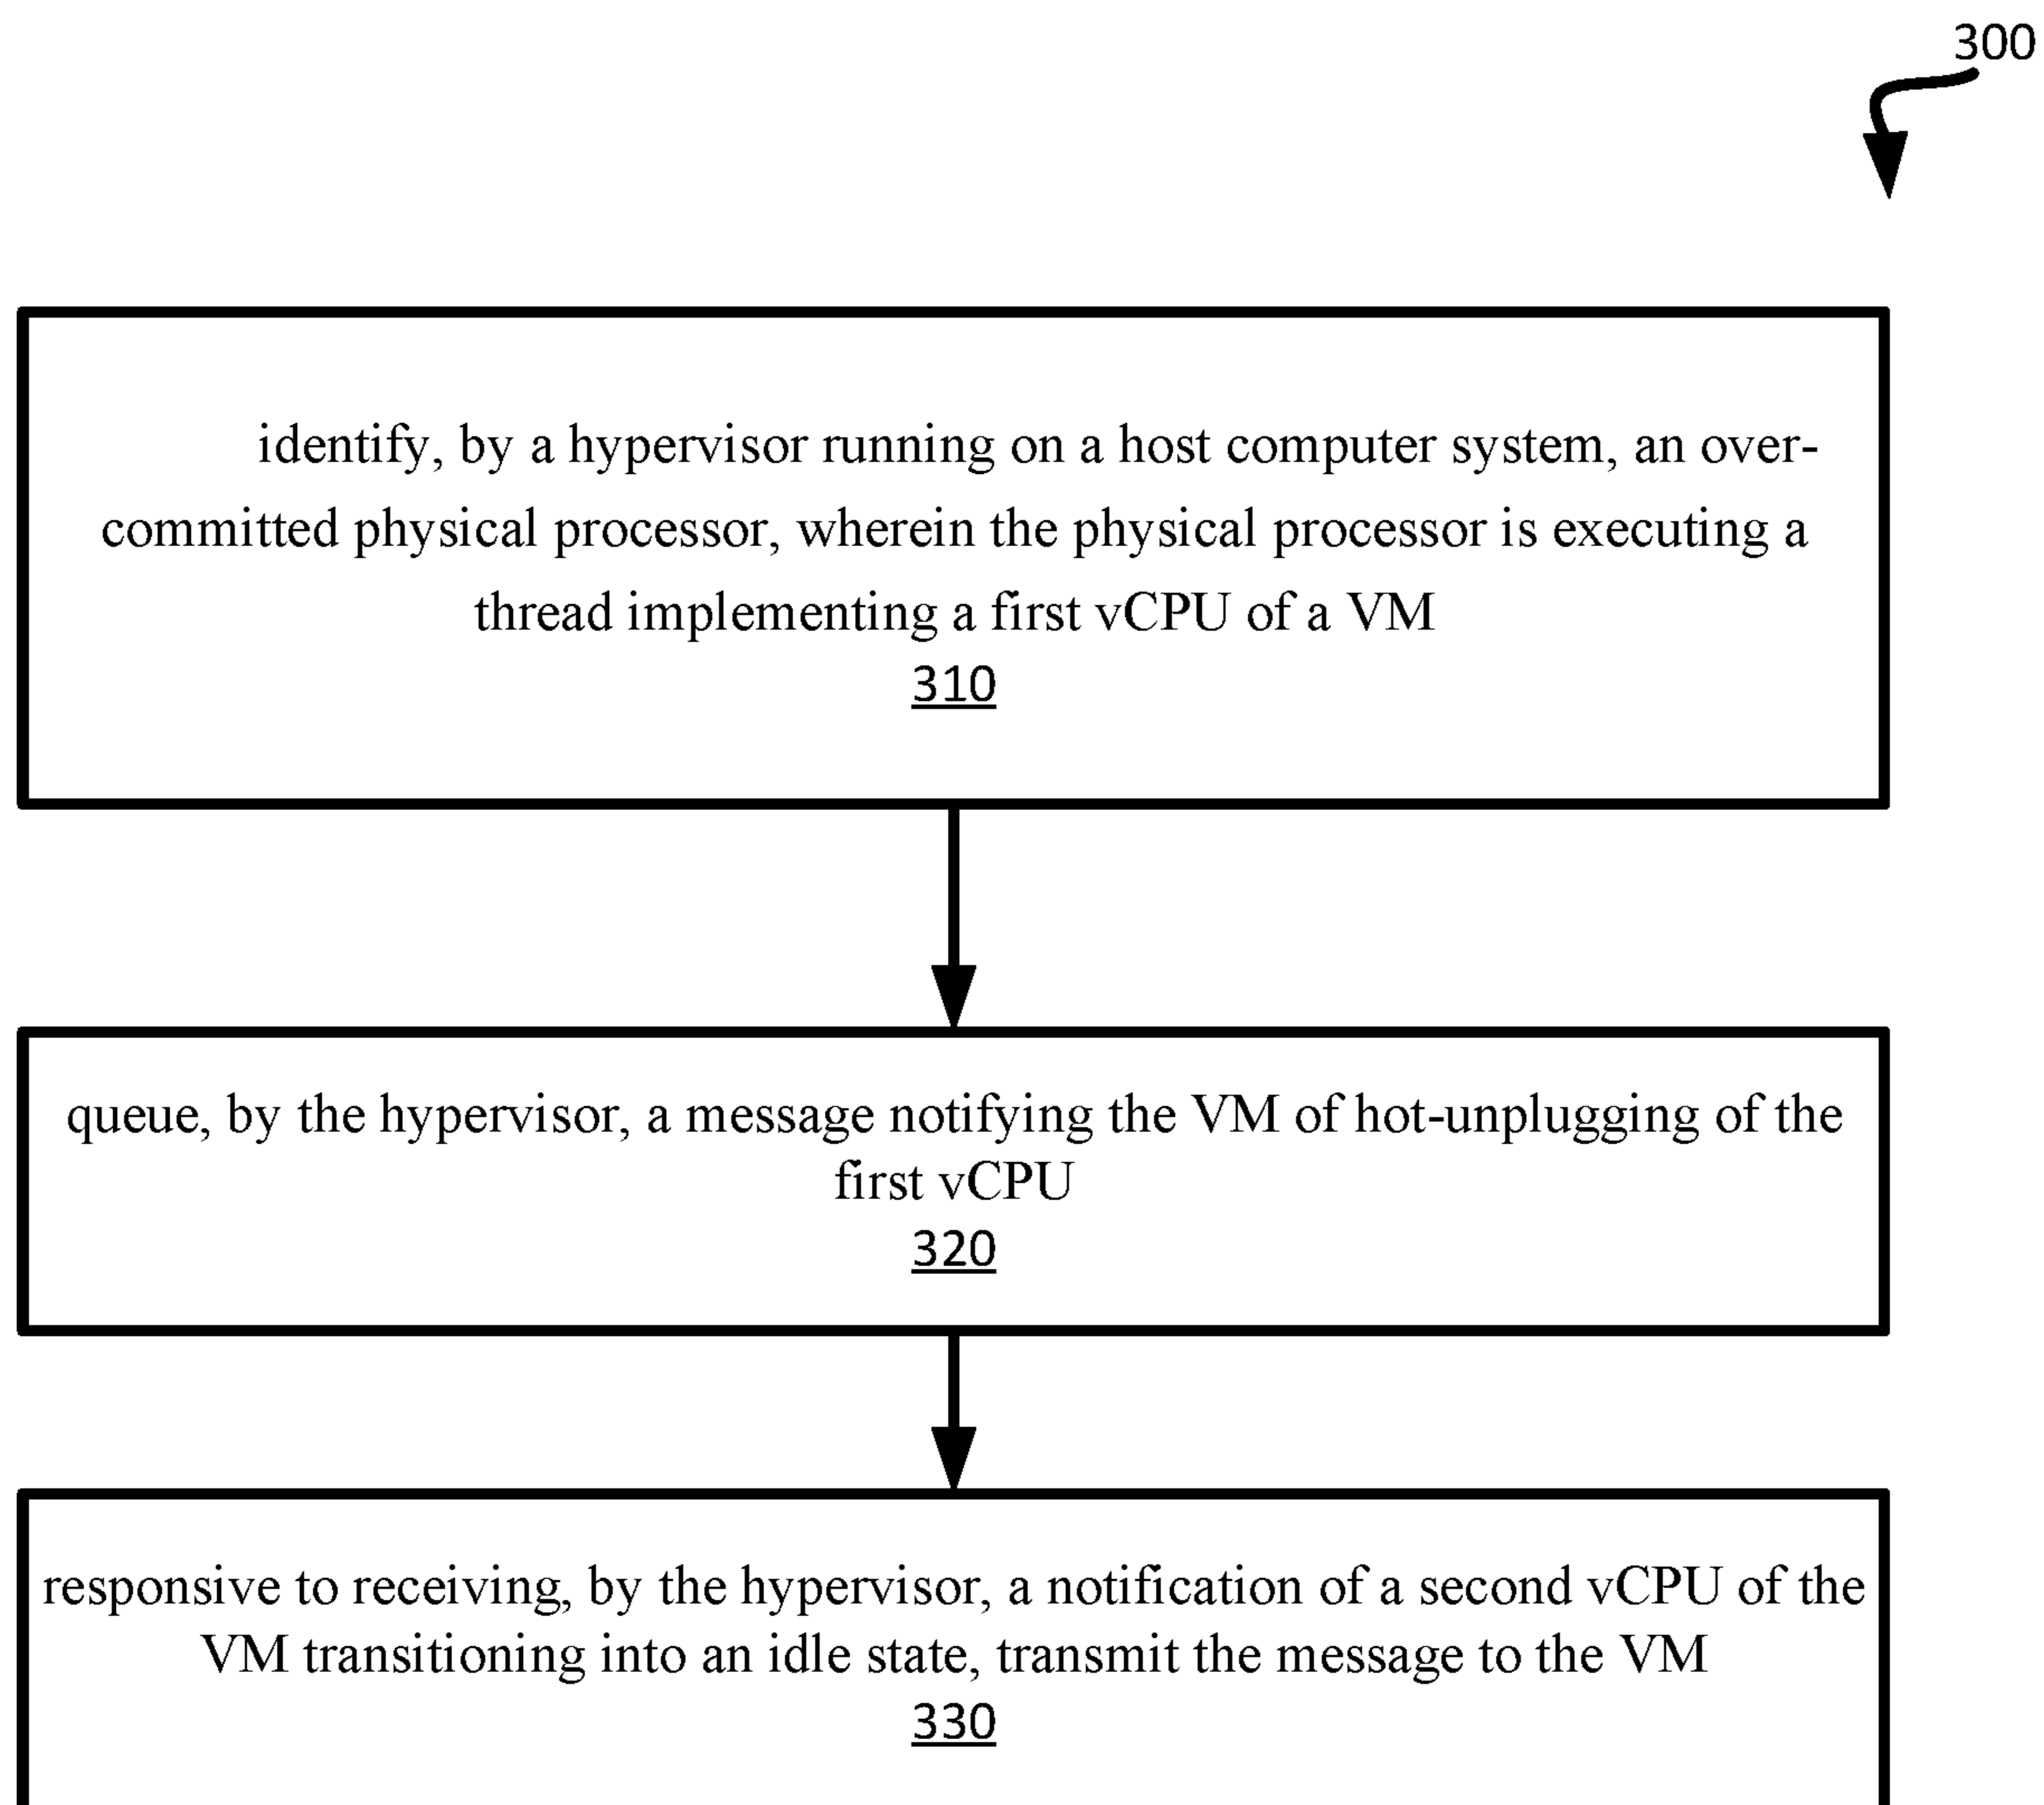 300
identify, by a hypervisor running on a host computer system, an over-
committed physical processor, wherein the physical processor is executing a
thread implementing a first vCPU of a VM
310
queue, by the hypervisor, a message notifying the VM of hot-unplugging of the
first vCPU
320
responsive to receiving, by the hypervisor, a notification of a second vCPU of the
VM transitioning into an idle state, transmit the message to the VM
330